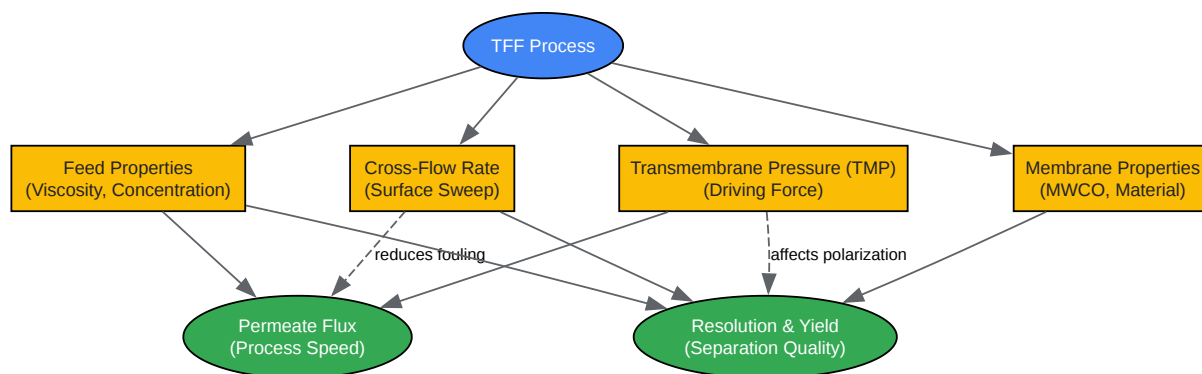 TFF Process
Feed Properties
(Viscosity, Concentration)
Cross-Flow Rate
(Surface Sweep)
Transmembrane Pressure (TMP)
(Driving Force)
Membrane Properties
(MWCO, Material)
reduces fouling
affects polarization
Permeate Flux
(Process Speed)
Resolution & Yield
(Separation Quality)